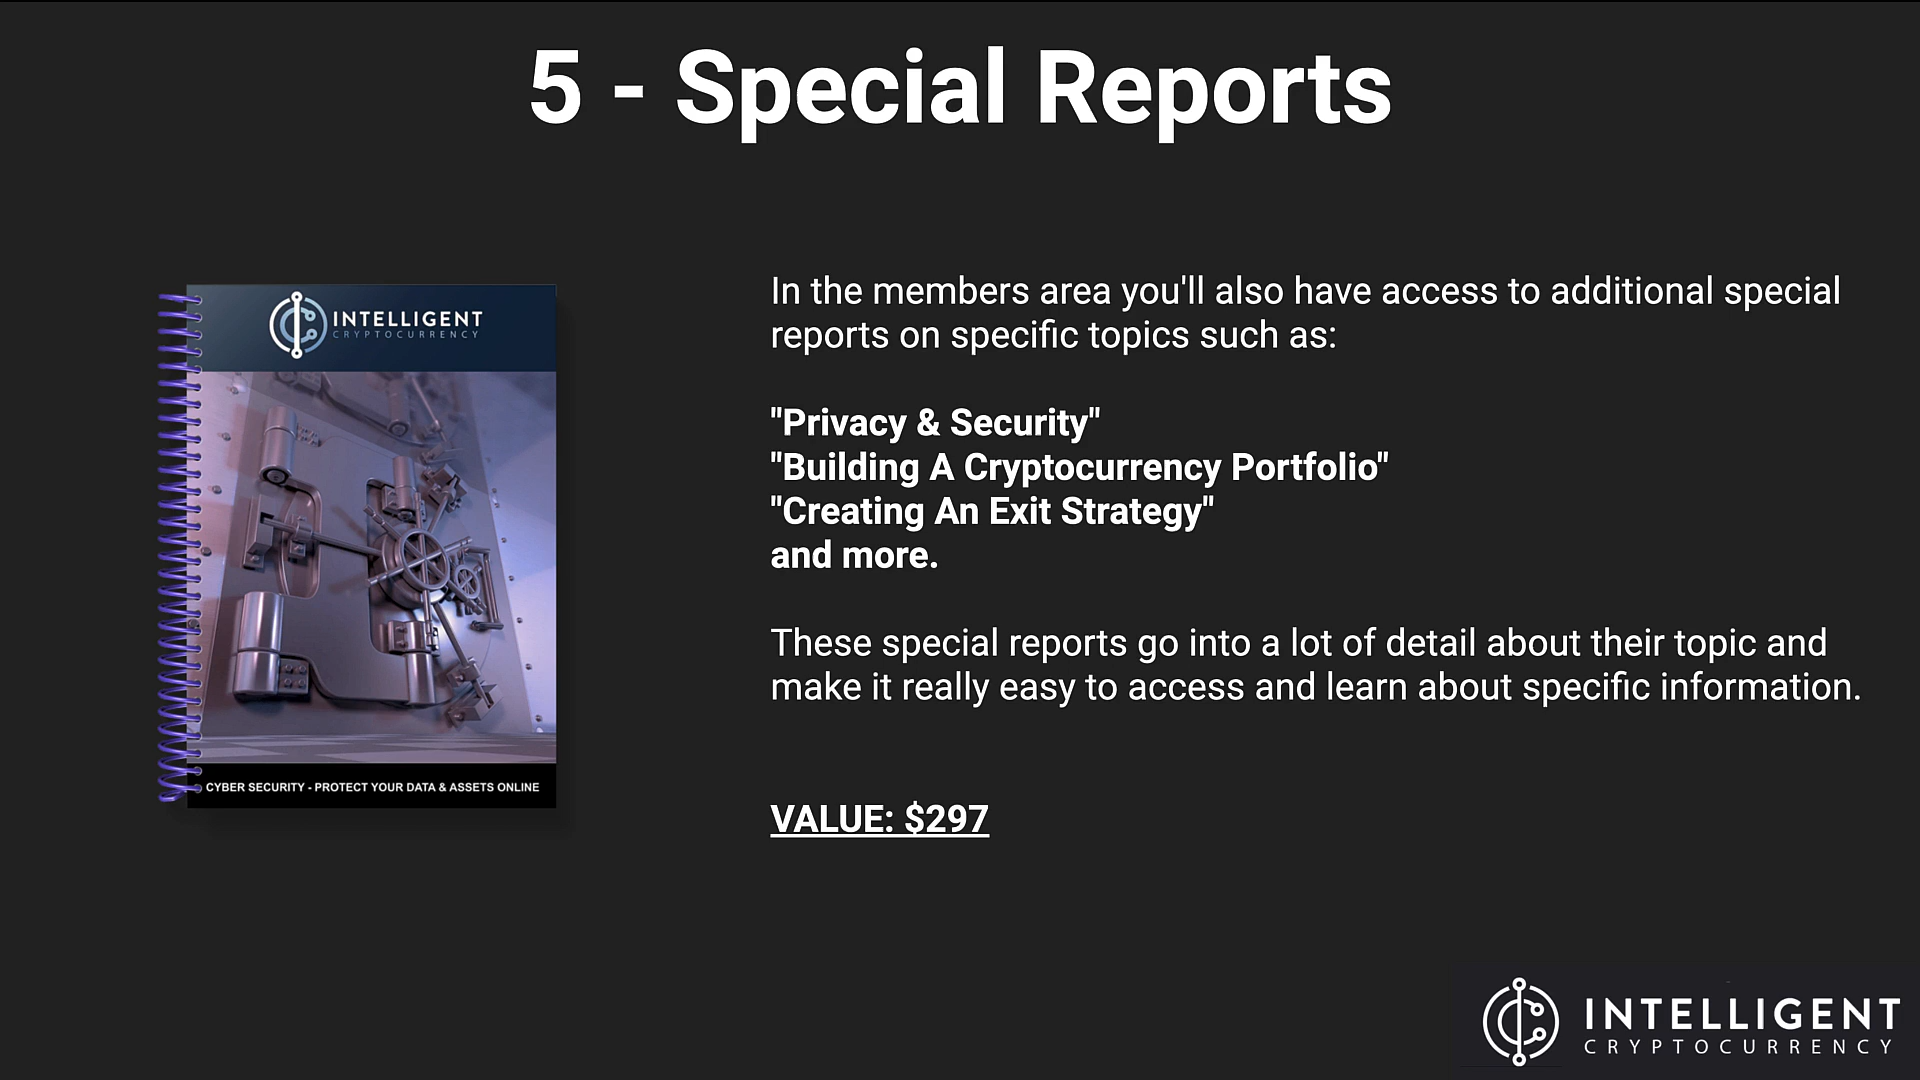 5 - Special Reports
INTELLIGENT
CRYPTOCURRENCY
CYBER SECURITY - PROTECT YOUR DATA & ASSETS ONLINE
In the members area you'll also have access to additional special
reports on specific topics such as:
"Privacy & Security"
"Building A Cryptocurrency Portfolio"
"Creating An Exit Strategy"
and more.
These special reports go into a lot of detail about their topic and
make it really easy to access and learn about specific information.
VALUE: $297
INTELLIGENT
CRYPTOCURRENCY